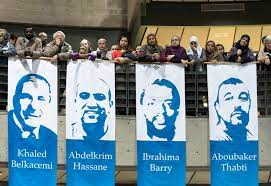 Khaled
Belkacemi
Abdelkrim
Hassane
Ibrahima
Barry
Aboubaker
Thabti